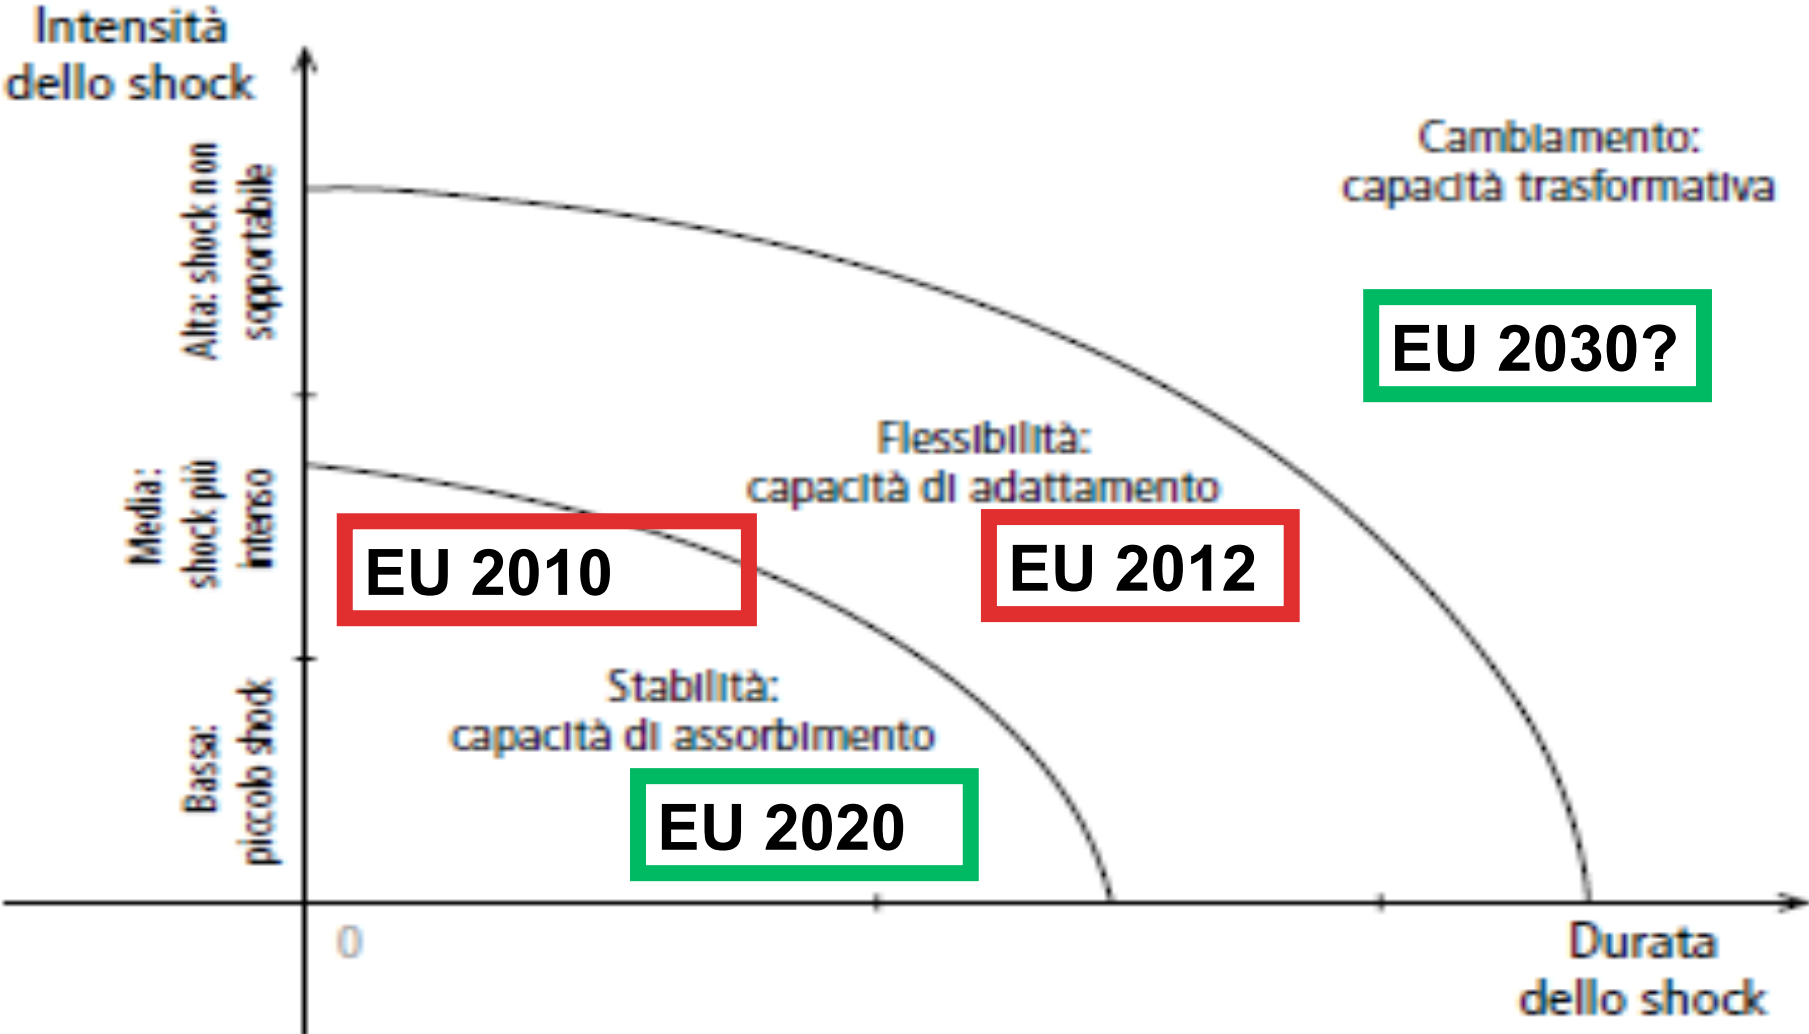 Intensità
dello shock
Alta: shock non
sopportabile
Media:
shock più
intenso
Bassa:
piccolo shock
Cambiamento:
capacità trasformativa
EU 2030?
Flessibilità:
capacità di adattamento
EU 2010
EU 2012
Stabilità:
capacità di assorbimento
EU 2020
0
Durata
dello shock